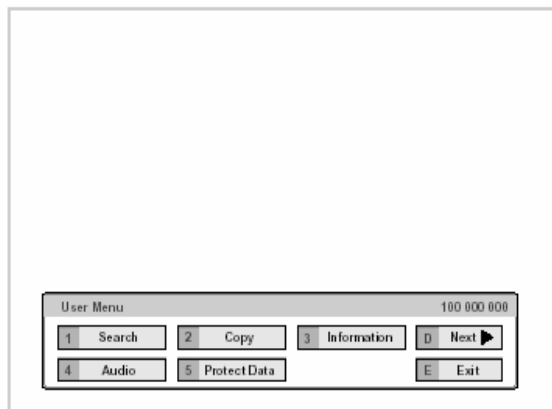 User Menu 100 000 000
1 Search 2 Copy 3 Information D Next
4 Audio 5 Protect Data E Exit